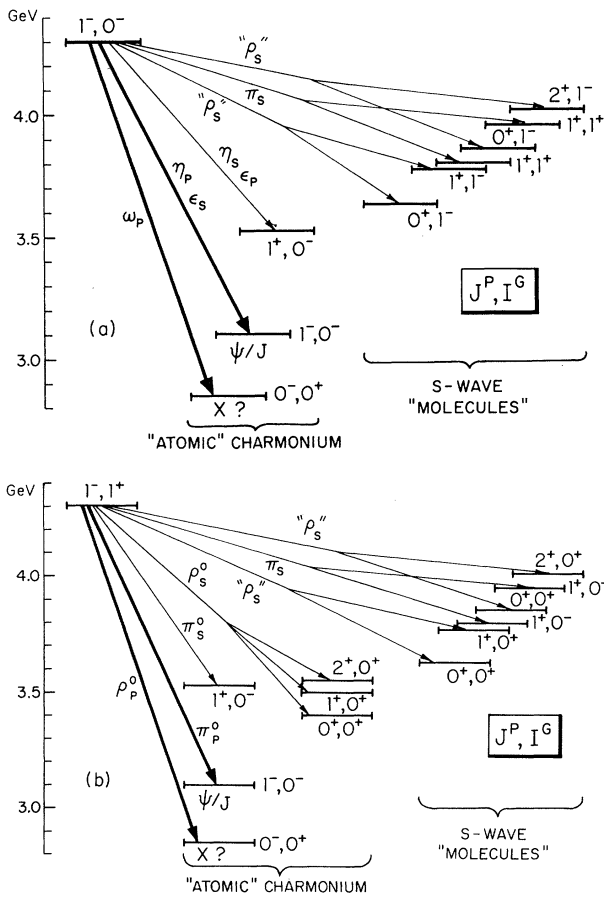 GeV
1⁻,0⁻
"ρₛ"
πₛ
"ρₛ"
2⁺,1⁻
4.0
1⁺,1⁺
0⁺,1⁻
1⁺,1⁺
1⁺,1⁻
0⁺,1⁻
ηₛ
εₚ
ηₚ
εₛ
ωₚ
3.5
1⁺,0⁻
Jᴾ,Iᴳ
(a)
3.0
1⁻,0⁻
ψ/J
0⁻,0⁺
X ?
S-WAVE
"MOLECULES"
"ATOMIC" CHARMONIUM
GeV
1⁻,1⁺
"ρₛ"
πₛ
ρₛ⁰
"ρₛ"
2⁺,0⁺
4.0
1⁺,0⁻
0⁺,0⁺
1⁺,0⁻
1⁺,0⁺
0⁺,0⁺
πₛ⁰
2⁺,0⁺
3.5
1⁺,0⁻
1⁺,0⁺
0⁺,0⁺
ρₚ⁰
πₚ⁰
Jᴾ,Iᴳ
(b)
1⁻,0⁻
ψ/J
3.0
0⁻,0⁺
X ?
S-WAVE
"MOLECULES"
"ATOMIC" CHARMONIUM